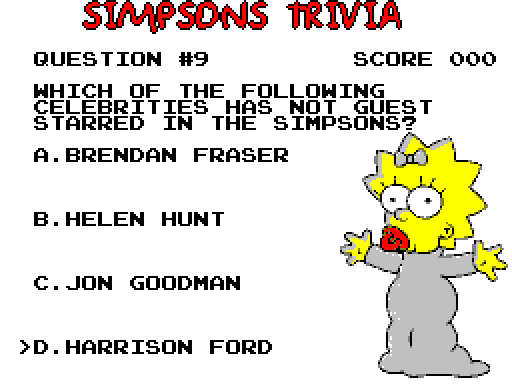 SIMPSONS TRIVIA
QUESTION #9 SCORE 000
WHICH OF THE FOLLOWING
CELEBRITIES HAS NOT GUEST
STARRED IN THE SIMPSONS?
A.BRENDAN FRASER
B.HELEN HUNT
C.JON GOODMAN
>D.HARRISON FORD